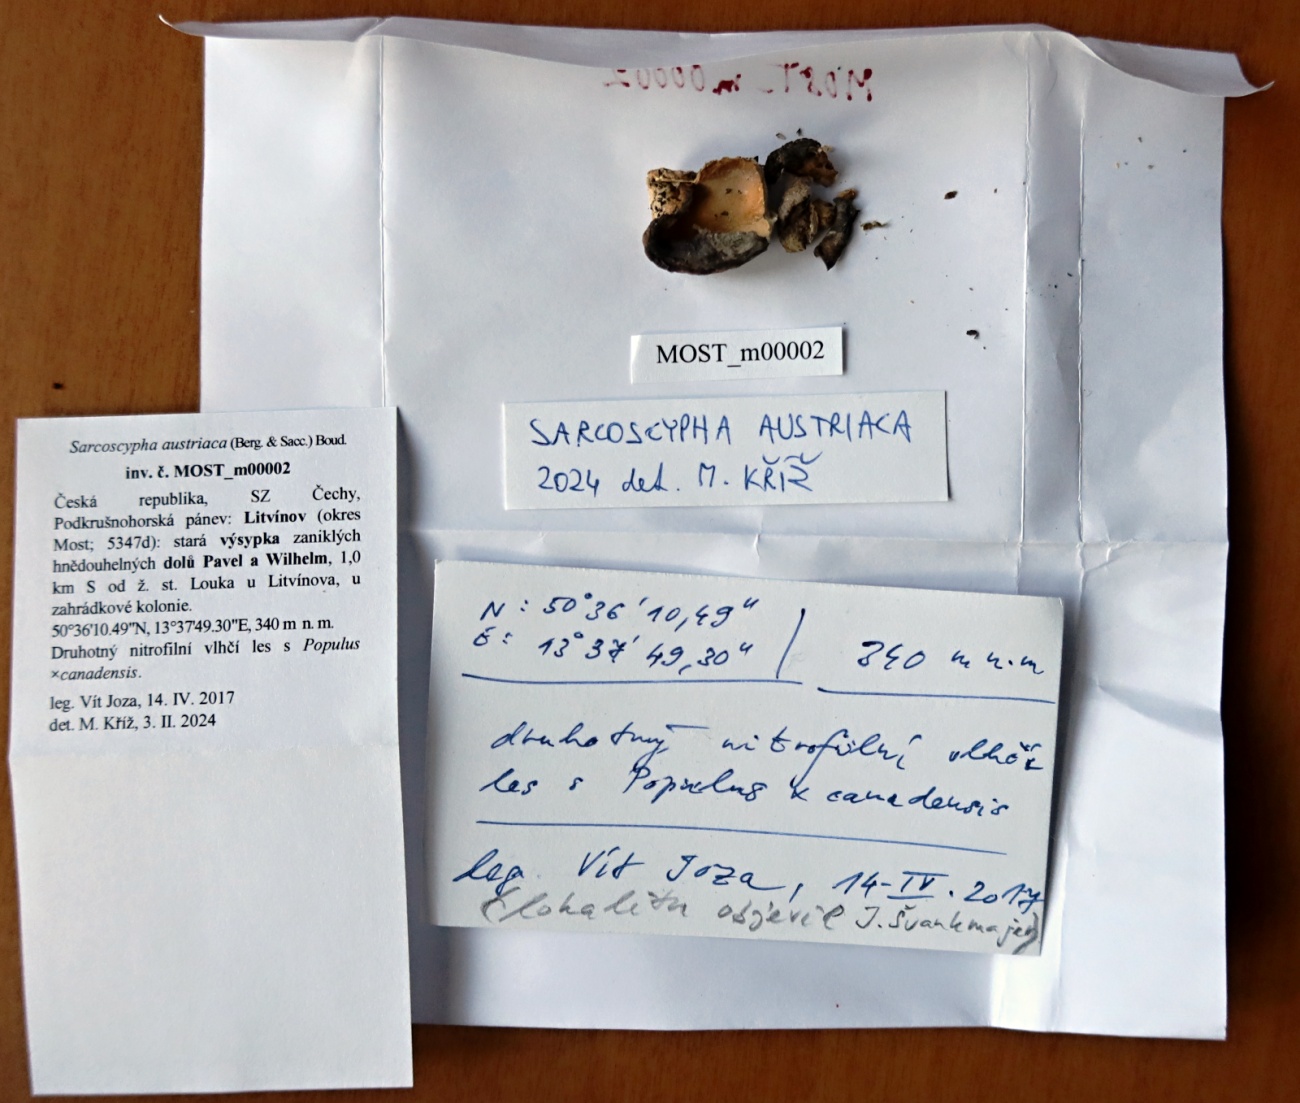 MOST_m00002
MOST_m00002
SARCOSCYPHA AUSTRIACA
2024 det. M. KŘÍŽ
Sarcoscypha austriaca (Berg. & Sacc.) Boud.
inv. č. MOST_m00002
Česká republika, SZ Čechy,
Podkrušnohorská pánev: Litvínov (okres
Most; 5347d): stará výsypka zaniklých
hnědouhelných dolů Pavel a Wilhelm, 1,0
km S od ž. st. Louka u Litvínova, u
zahrádkové kolonie.
50°36'10.49"N, 13°37'49.30"E, 340 m n. m.
Druhotný nitrofilní vlhčí les s Populus
×canadensis.
leg. Vít Joza, 14. IV. 2017
det. M. Kříž, 3. II. 2024
N: 50°36'10,49"
E: 13°37'49,30"
340 m n. m
druhotný nitrofilní vlhčí
les s Populus x canadensis
leg. Vít Joza, 14. IV. 2017
(lokalitu objevil J. Švankmajer)